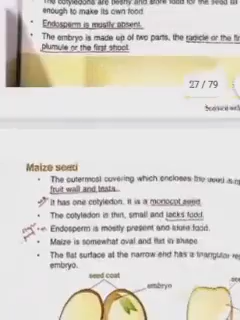 The cotyledons are fleshy and store food for the seed
enough to make its own food
• Endosperm is mostly absent.
• The embryo is made up of two parts, the radicle or the
plumule or the first shoot.
27 / 79
Maize seed
• The outermost covering which encloses the seed is
fruit wall and testa.
• It has one cotyledon. It is a monocot seed.
• The cotyledon in thin, small and lacks food.
• Endosperm is mostly present and store food.
• Maize is somewhat oval and flat in shape
• The flat surface at the narrow end has a triangular
embryo.
seed coat
embryo